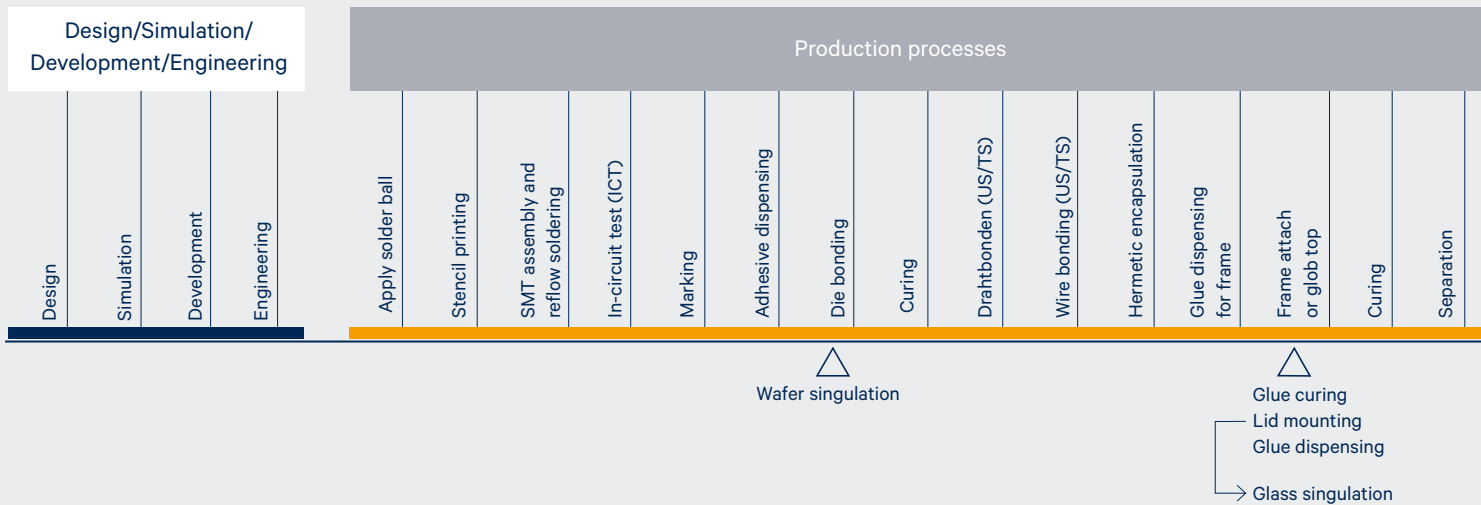 Design/Simulation/
Development/Engineering
Production processes
Design
Simulation
Development
Engineering
Apply solder ball
Stencil printing
SMT assembly and
reflow soldering
In-circuit test (ICT)
Marking
Adhesive dispensing
Die bonding
Curing
Drahtbonden (US/TS)
Wire bonding (US/TS)
Hermetic encapsulation
Glue dispensing
for frame
Frame attach
or glob top
Curing
Separation
Wafer singulation
Glue curing
Lid mounting
Glue dispensing
Glass singulation